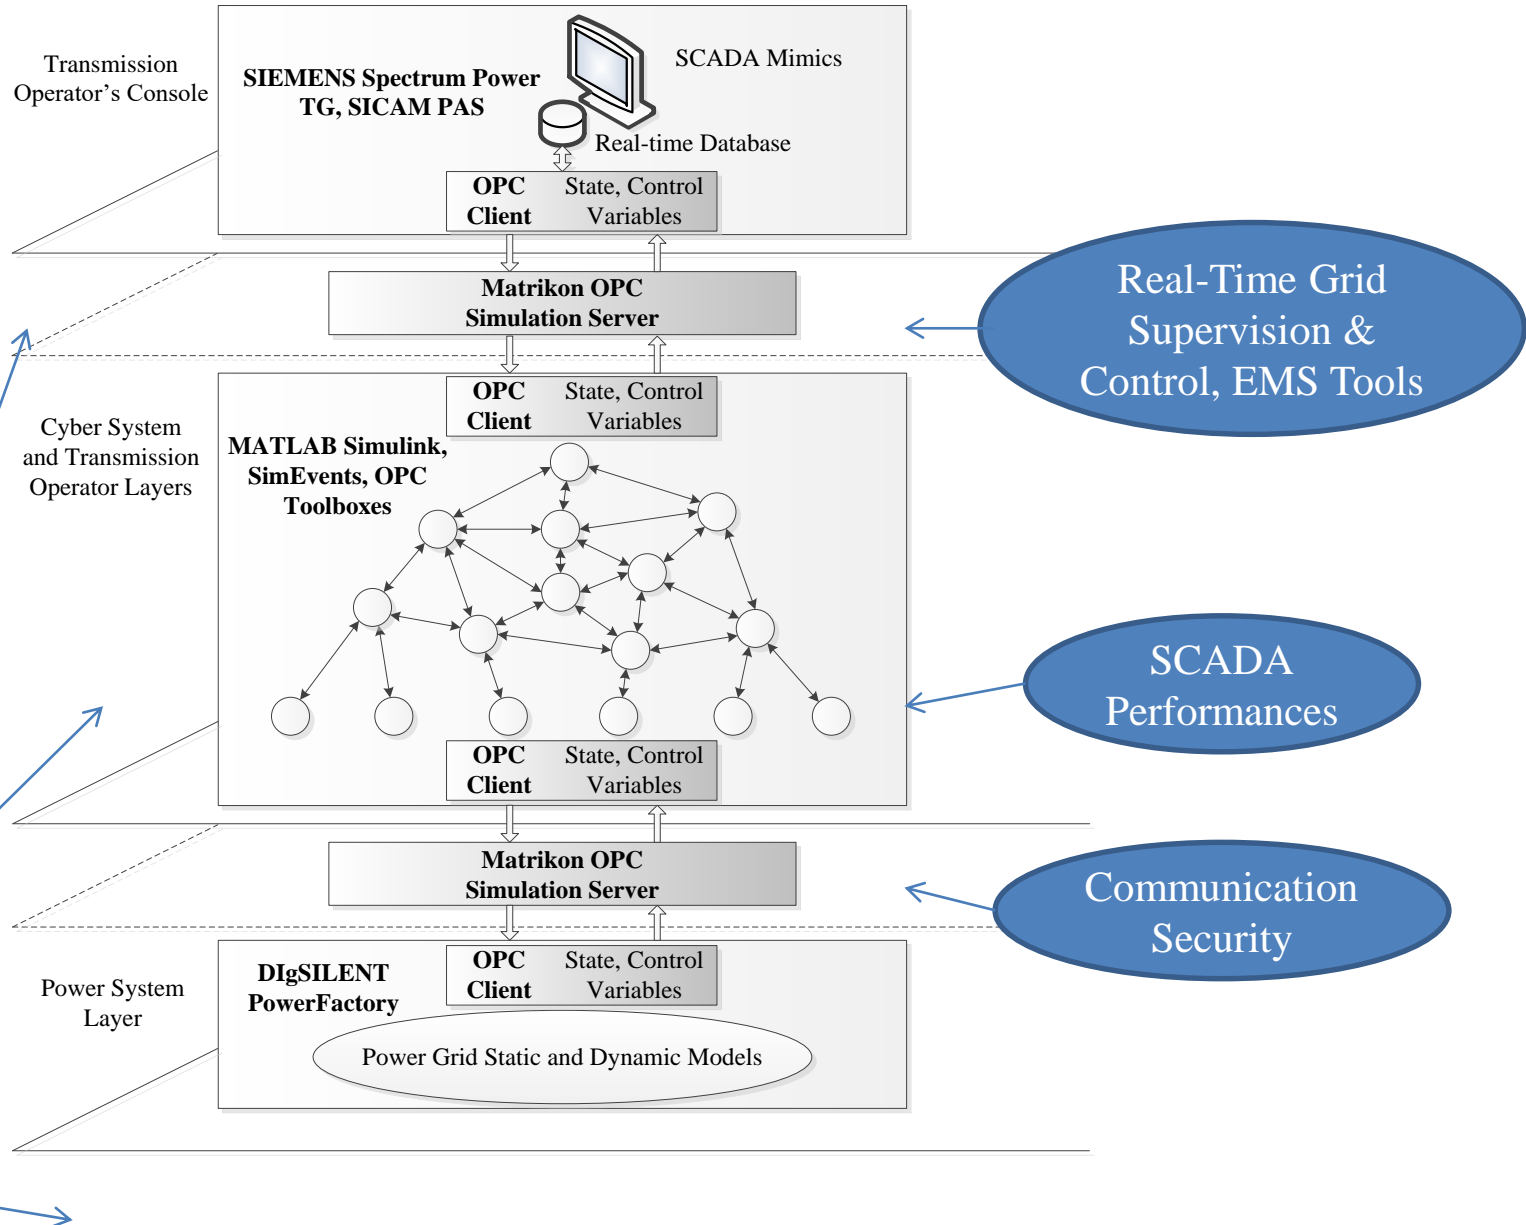 Transmission
Operator's Console
SIEMENS Spectrum Power
TG, SICAM PAS
SCADA Mimics
Real-time Database
OPC
Client
State, Control
Variables
Matrikon OPC
Simulation Server
Real-Time Grid
Supervision &
Control, EMS Tools
Cyber System
and Transmission
Operator Layers
OPC
Client
State, Control
Variables
MATLAB Simulink,
SimEvents, OPC
Toolboxes
SCADA
Performances
OPC
Client
State, Control
Variables
Matrikon OPC
Simulation Server
Communication
Security
Power System
Layer
DIgSILENT
PowerFactory
OPC
Client
State, Control
Variables
Power Grid Static and Dynamic Models